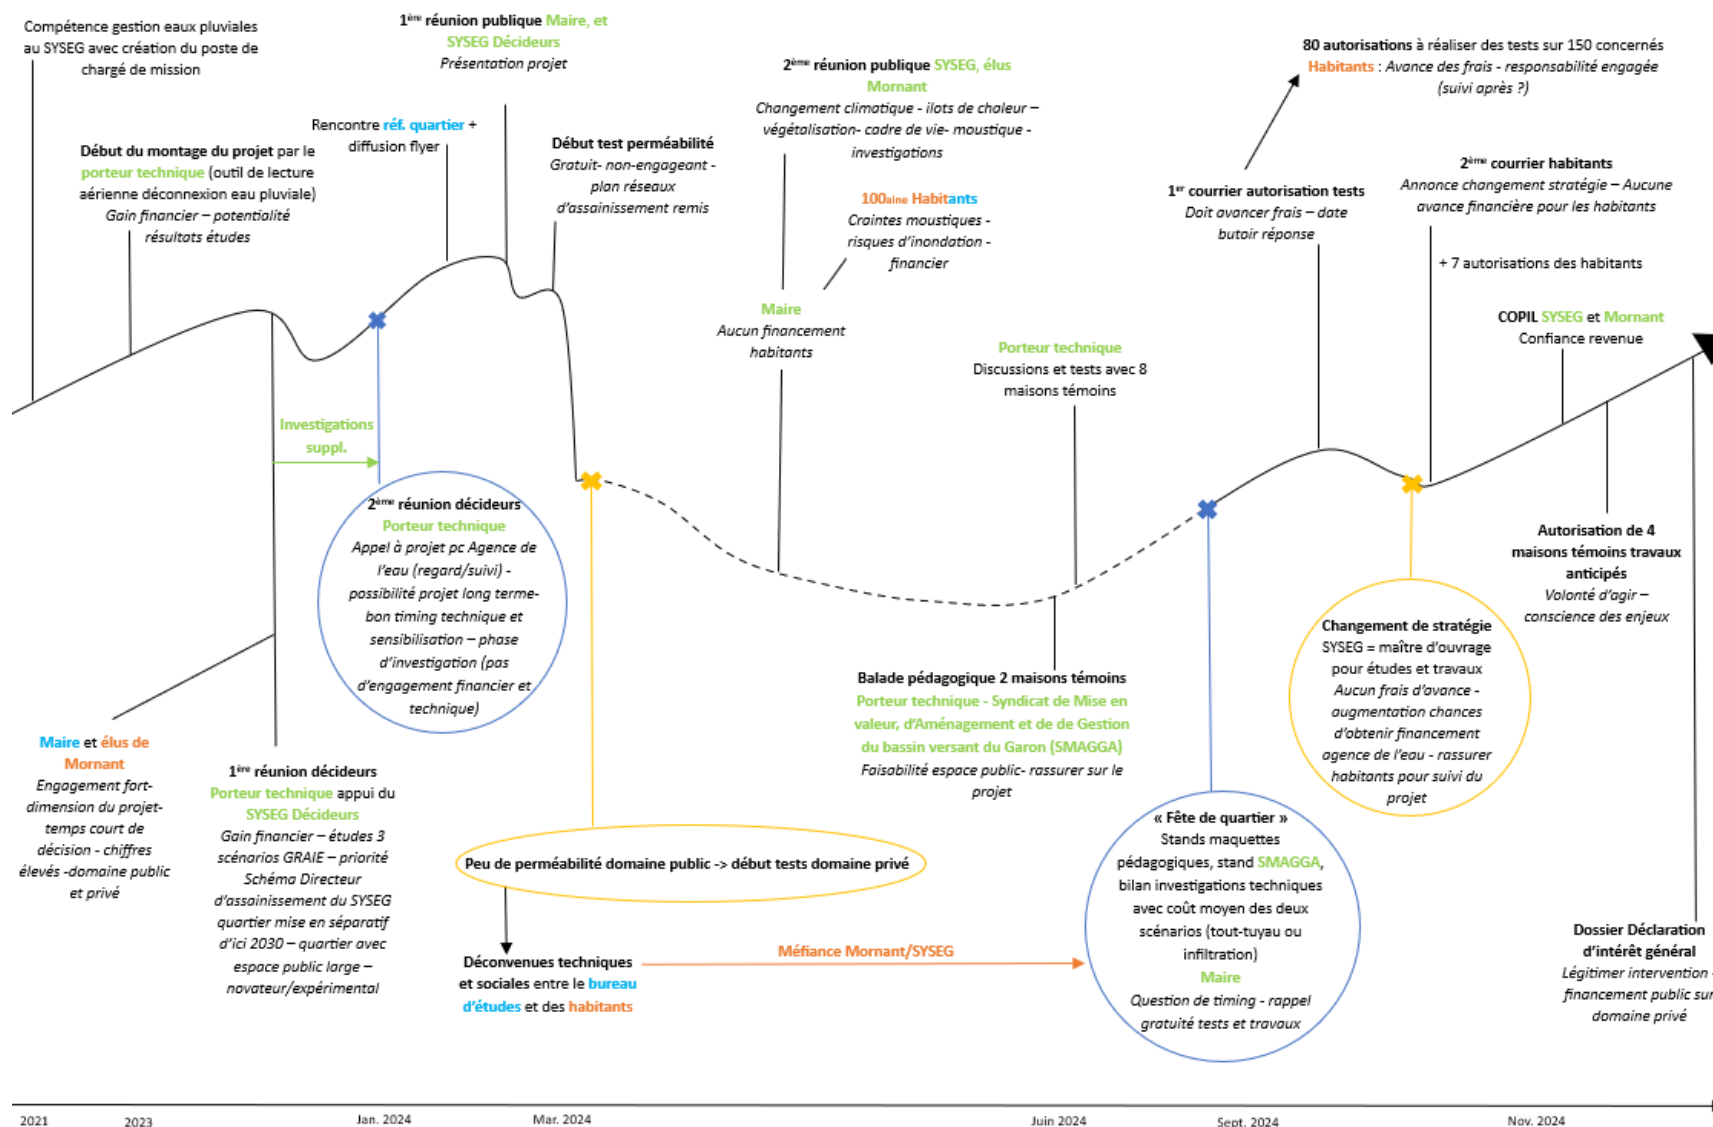 Compétence gestion eaux pluviales
au SYSEG avec création du poste de
chargé de mission
Début du montage du projet par le
porteur technique (outil de lecture
aérienne déconnexion eau pluviale)
Gain financier – potentialité
résultats études
Rencontre réf. quartier +
diffusion flyer
1ère réunion publique Maire, et
SYSEG Décideurs
Présentation projet
Début test perméabilité
Gratuit- non-engageant -
plan réseaux
d'assainissement remis
2ème réunion publique SYSEG, élus
Mornant
Changement climatique - ilots de chaleur –
végétalisation- cadre de vie- moustique -
investigations
100aine Habitants
Craintes moustiques -
risques d'inondation -
financier
Maire
Aucun financement
habitants
Porteur technique
Discussions et tests avec 8
maisons témoins
80 autorisations à réaliser des tests sur 150 concernés
Habitants : Avance des frais - responsabilité engagée
(suivi après ?)
1er courrier autorisation tests
Doit avancer frais – date
butoir réponse
2ème courrier habitants
Annonce changement stratégie – Aucune
avance financière pour les habitants
+ 7 autorisations des habitants
COPIL SYSEG et Mornant
Confiance revenue
Investigations
suppl.
2ème réunion décideurs
Porteur technique
Appel à projet pc Agence de
l'eau (regard/suivi) -
possibilité projet long terme-
bon timing technique et
sensibilisation – phase
d'investigation (pas
d'engagement financier et
technique)
Maire et élus de
Mornant
Engagement fort-
dimension du projet-
temps court de
décision - chiffres
élevés -domaine public
et privé
1ère réunion décideurs
Porteur technique appui du
SYSEG Décideurs
Gain financier – études 3
scénarios GRAIE – priorité
Schéma Directeur
d'assainissement du SYSEG
quartier mise en séparatif
d'ici 2030 – quartier avec
espace public large –
novateur/expérimental
Peu de perméabilité domaine public -> début tests domaine privé
Déconvenues techniques
et sociales entre le bureau
d'études et des habitants
Méfiance Mornant/SYSEG
Balade pédagogique 2 maisons témoins
Porteur technique - Syndicat de Mise en
valeur, d'Aménagement et de de Gestion
du bassin versant du Garon (SMAGGA)
Faisabilité espace public- rassurer sur le
projet
« Fête de quartier »
Stands maquettes
pédagogiques, stand SMAGGA,
bilan investigations techniques
avec coût moyen des deux
scénarios (tout-tuyau ou
infiltration)
Maire
Question de timing - rappel
gratuité tests et travaux
Changement de stratégie
SYSEG = maître d'ouvrage
pour études et travaux
Aucun frais d'avance -
augmentation chances
d'obtenir financement
agence de l'eau - rassurer
habitants pour suivi du
projet
Autorisation de 4
maisons témoins travaux
anticipés
Volonté d'agir –
conscience des enjeux
Dossier Déclaration
d'intérêt général
Légitimer intervention -
financement public sur
domaine privé
2021
2023
Jan. 2024
Mar. 2024
Juin 2024
Sept. 2024
Nov. 2024